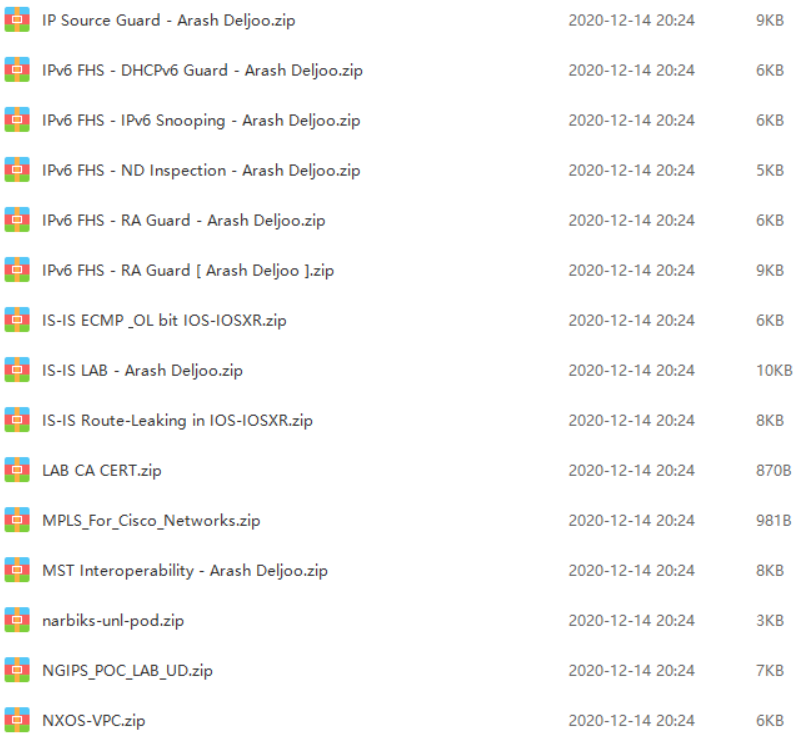 IP Source Guard - Arash Deljoo.zip 2020-12-14 20:24 9KB
IPv6 FHS - DHCPv6 Guard - Arash Deljoo.zip 2020-12-14 20:24 6KB
IPv6 FHS - IPv6 Snooping - Arash Deljoo.zip 2020-12-14 20:24 6KB
IPv6 FHS - ND Inspection - Arash Deljoo.zip 2020-12-14 20:24 5KB
IPv6 FHS - RA Guard - Arash Deljoo.zip 2020-12-14 20:24 6KB
IPv6 FHS - RA Guard [ Arash Deljoo ].zip 2020-12-14 20:24 9KB
IS-IS ECMP _OL bit IOS-IOSXR.zip 2020-12-14 20:24 6KB
IS-IS LAB - Arash Deljoo.zip 2020-12-14 20:24 10KB
IS-IS Route-Leaking in IOS-IOSXR.zip 2020-12-14 20:24 8KB
LAB CA CERT.zip 2020-12-14 20:24 870B
MPLS_For_Cisco_Networks.zip 2020-12-14 20:24 981B
MST Interoperability - Arash Deljoo.zip 2020-12-14 20:24 8KB
narbiks-unl-pod.zip 2020-12-14 20:24 3KB
NGIPS_POC_LAB_UD.zip 2020-12-14 20:24 7KB
NXOS-VPC.zip 2020-12-14 20:24 6KB